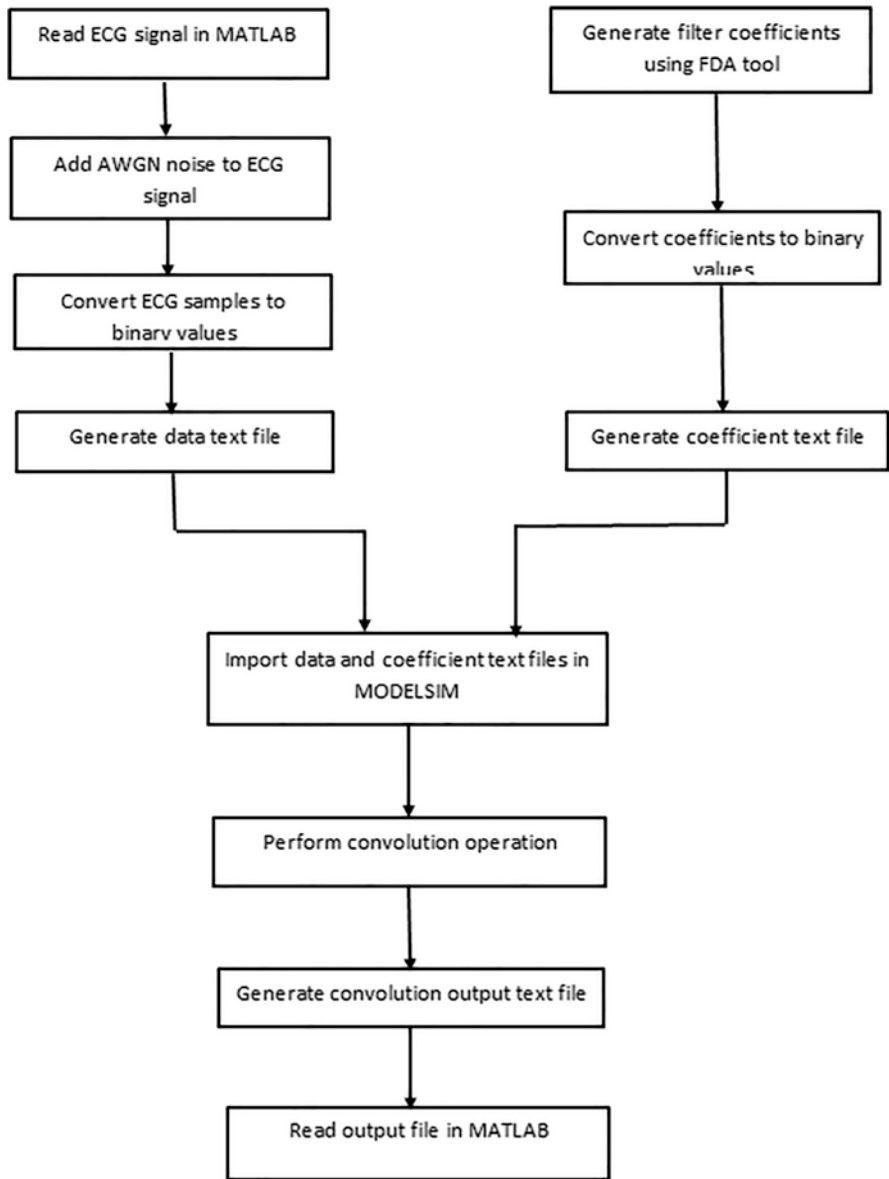 Read ECG signal in MATLAB
Add AWGN noise to ECG
signal
Convert ECG samples to
binary values
Generate data text file
Generate filter coefficients
using FDA tool
Convert coefficients to binary
values
Generate coefficient text file
Import data and coefficient text files in
MODELSIM
Perform convolution operation
Generate convolution output text file
Read output file in MATLAB